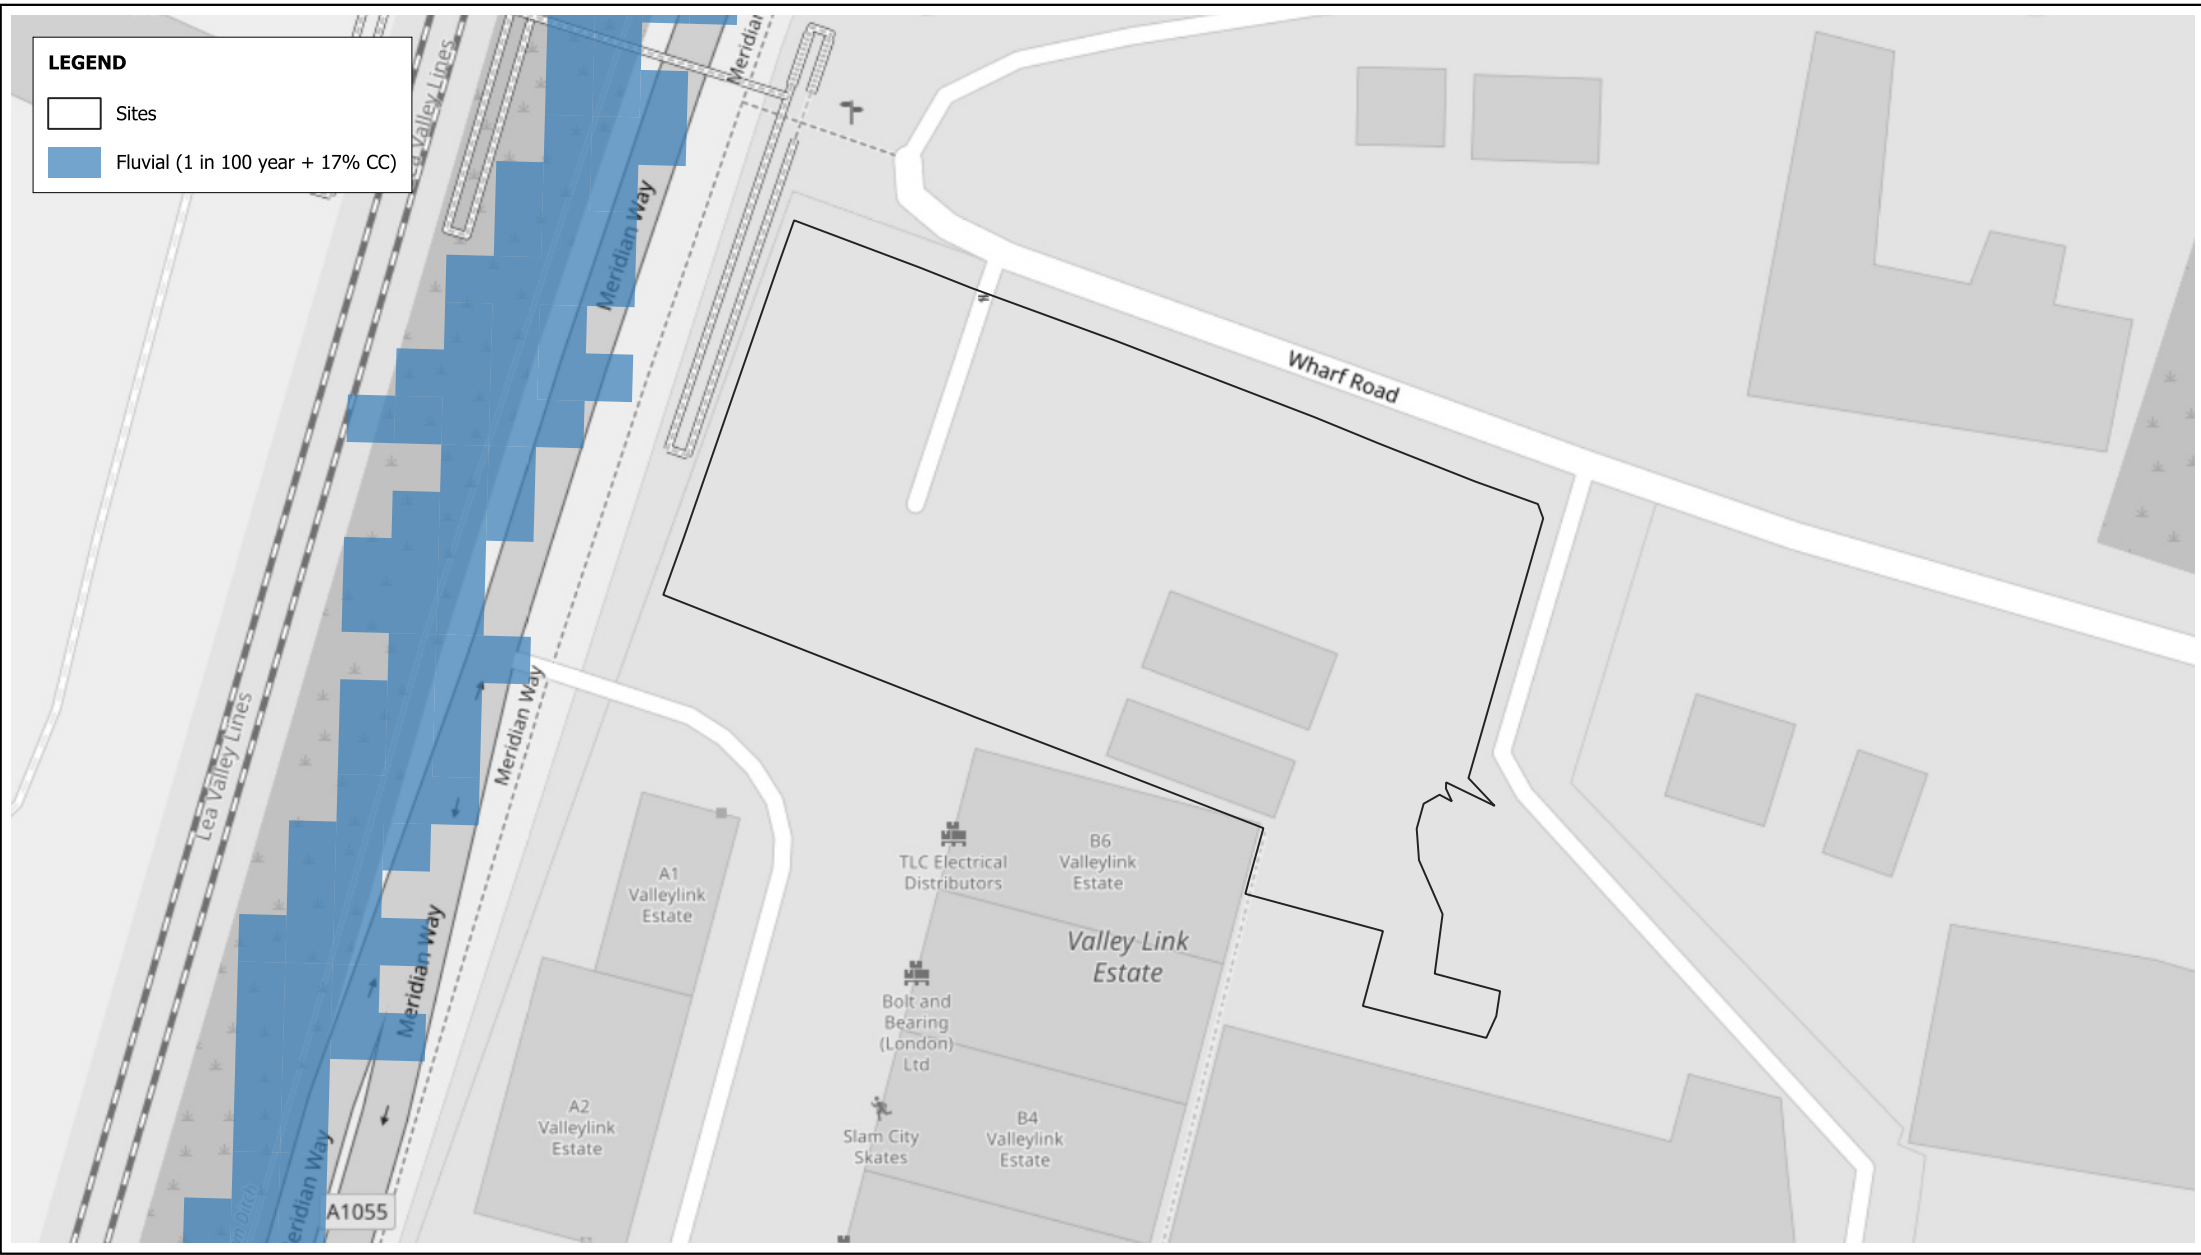 LEGEND
Sites
Fluvial (1 in 100 year + 17% CC)
Valley Lines
Meridian
Meridian Way
Wharf Road
Meridian Way
Lea Valley Lines
A1
Valleylink
Estate
TLC Electrical
Distributors
B6
Valleylink
Estate
Valley Link
Estate
Meridian Way
Bolt and
Bearing
(London)
Ltd
A2
Valleylink
Estate
Slam City
Skates
B4
Valleylink
Estate
Meridian Way
A1055
Ditch